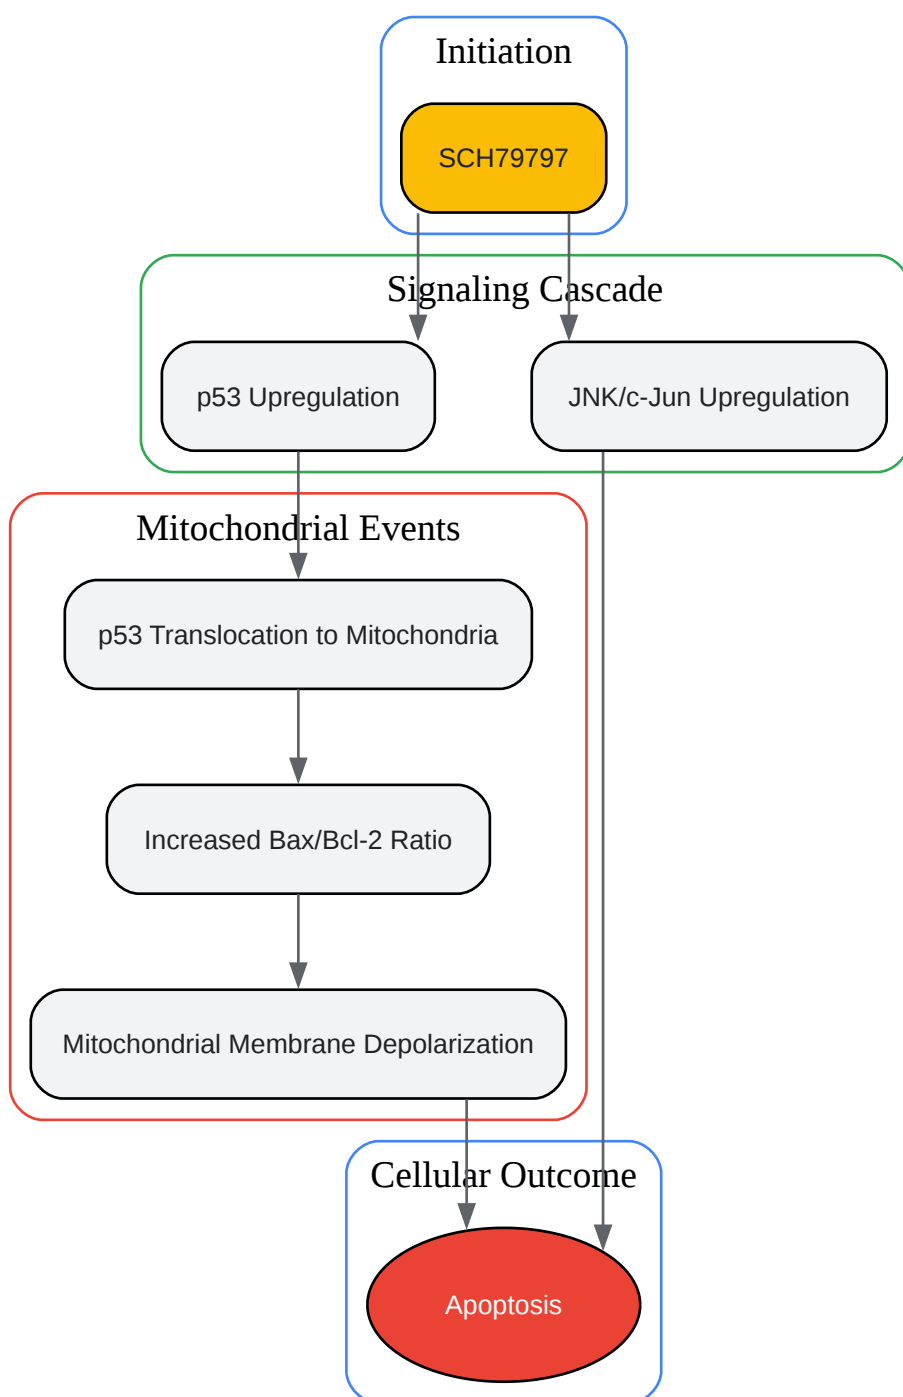 Initiation
SCH79797
Signaling Cascade
p53 Upregulation
JNK/c-Jun Upregulation
Mitochondrial Events
p53 Translocation to Mitochondria
Increased Bax/Bcl-2 Ratio
Mitochondrial Membrane Depolarization
Cellular Outcome
Apoptosis